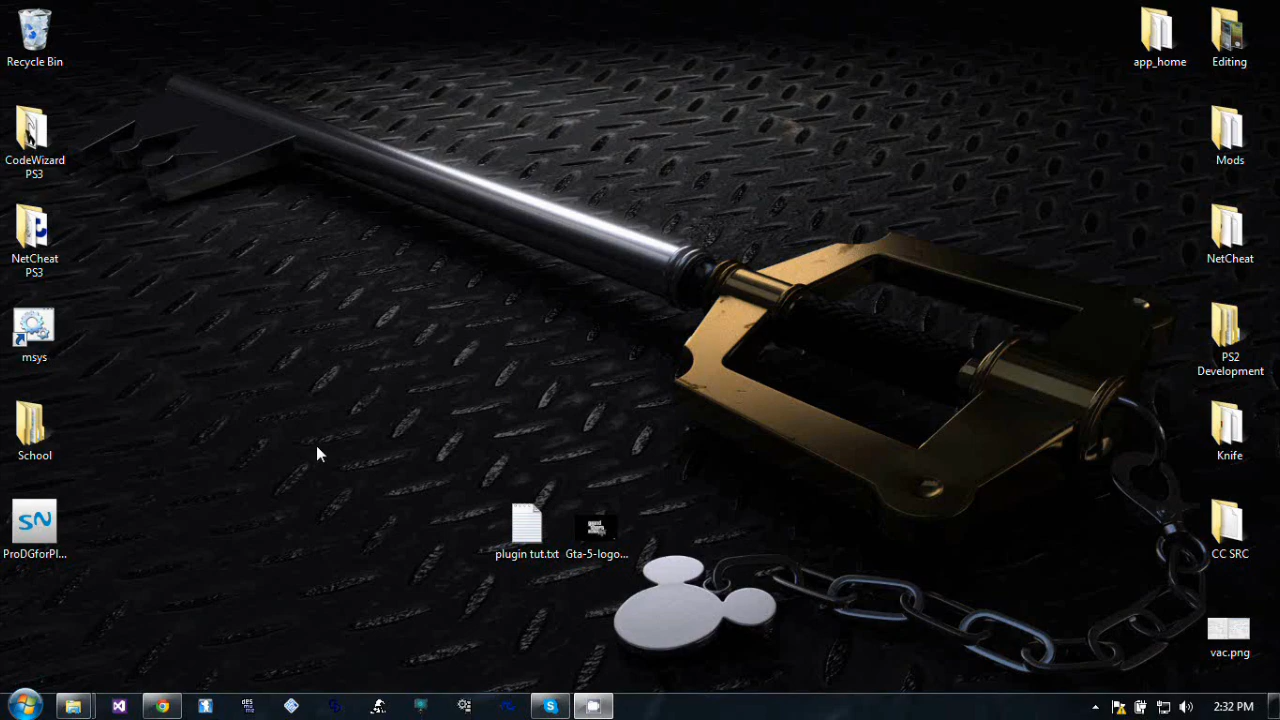 Recycle Bin
CodeWizard
PS3
NetCheat
PS3
msys
School
SN
ProDGforPl...
plugin tut.txt
Gta-5-logo...
app_home
Editing
Mods
NetCheat
PS2
Development
Knife
CC SRC
vac.png
2:32 PM